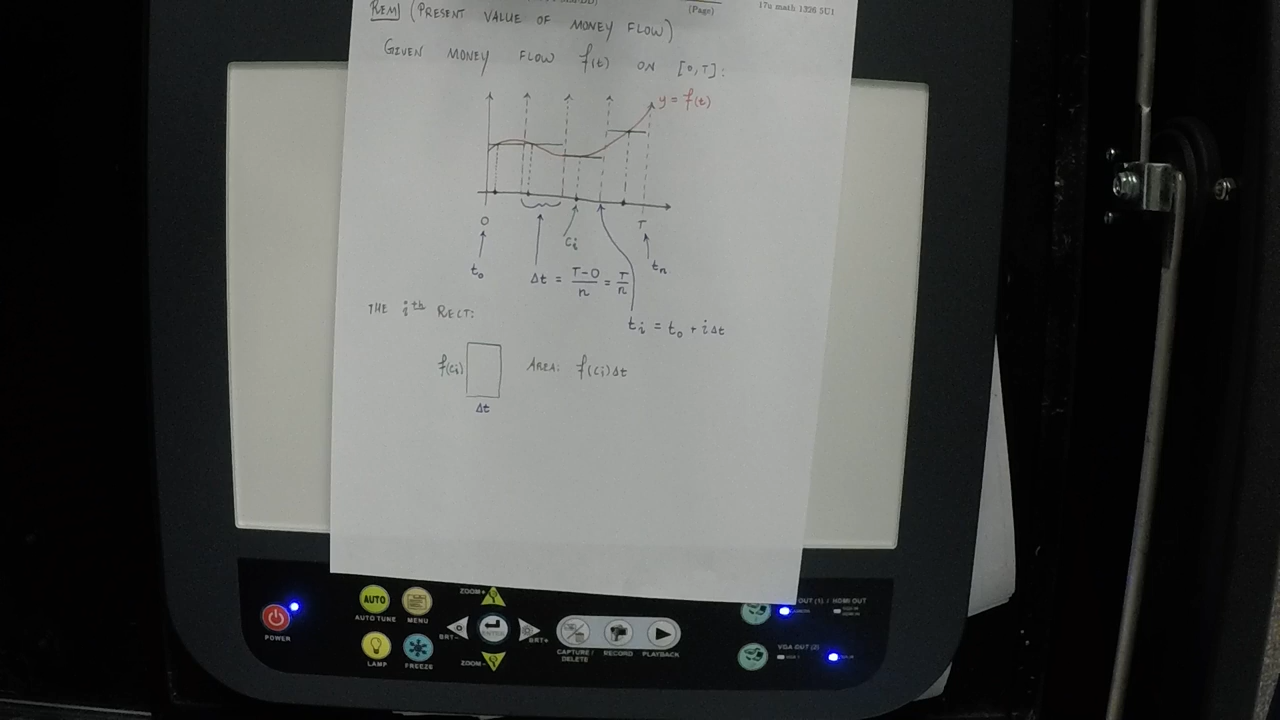 (Page)
17u math 1326 5U1
REM (PRESENT VALUE OF MONEY FLOW)
GIVEN MONEY FLOW f(t) ON [0,T]:
y = f(t)
0
T
ci
t0
tn
Δt = T-0/n = T/n
THE ith RECT:
ti = t0 + iΔt
f(ci)
AREA: f(ci)Δt
Δt
POWER
AUTO
AUTO TUNE
MENU
LAMP
FREEZE
ZOOM+
BRT-
ENTER
BRT+
ZOOM-
CAPTURE / DELETE
RECORD
PLAYBACK
OUT (1) / HDMI OUT
VGA OUT (2)